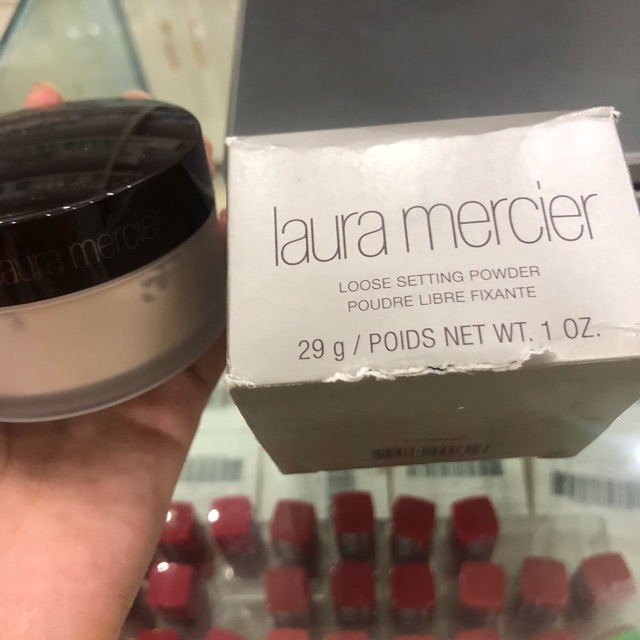 laura mercier
laura mercier
LOOSE SETTING POWDER
POUDRE LIBRE FIXANTE
29 g / POIDS NET WT. 1 OZ.